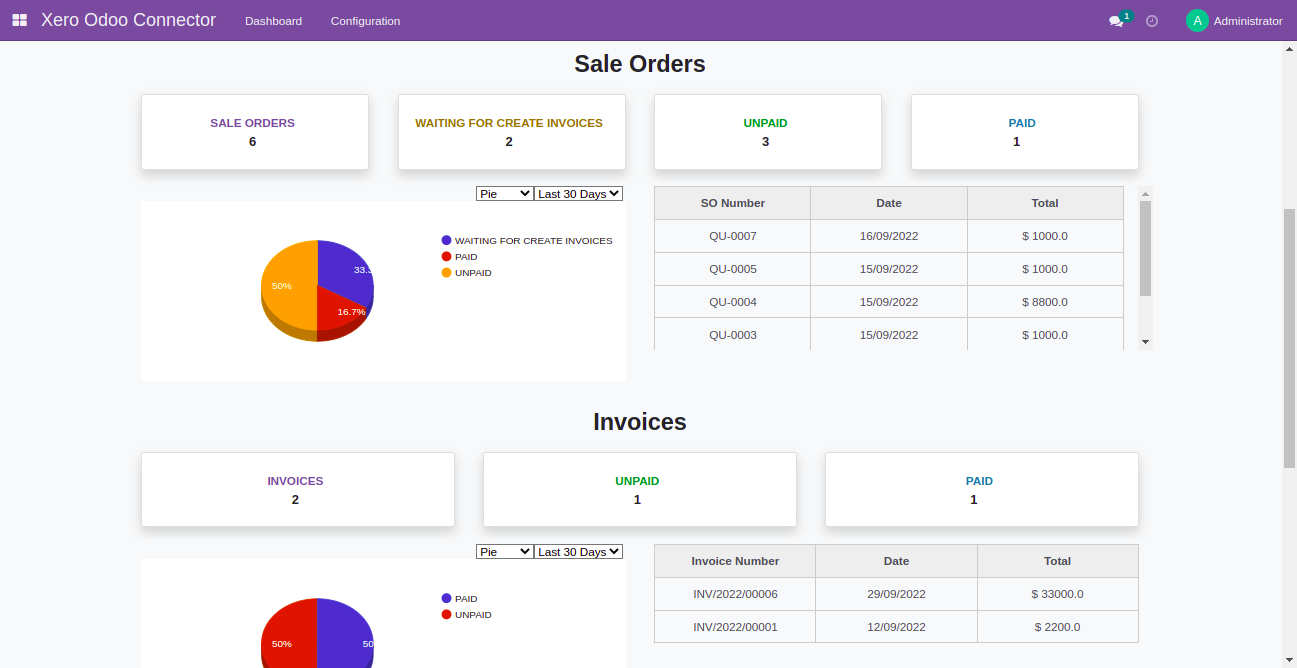 Xero Odoo Connector Dashboard Configuration 1 A Administrator
Sale Orders
SALE ORDERS
6
WAITING FOR CREATE INVOICES
2
UNPAID
3
PAID
1
Pie Last 30 Days
WAITING FOR CREATE INVOICES
PAID
UNPAID
33.3
50%
16.7%
SO Number Date Total
QU-0007 16/09/2022 $ 1000.0
QU-0005 15/09/2022 $ 1000.0
QU-0004 15/09/2022 $ 8800.0
QU-0003 15/09/2022 $ 1000.0
Invoices
INVOICES
2
UNPAID
1
PAID
1
Pie Last 30 Days
PAID
UNPAID
50% 50
Invoice Number Date Total
INV/2022/00006 29/09/2022 $ 33000.0
INV/2022/00001 12/09/2022 $ 2200.0